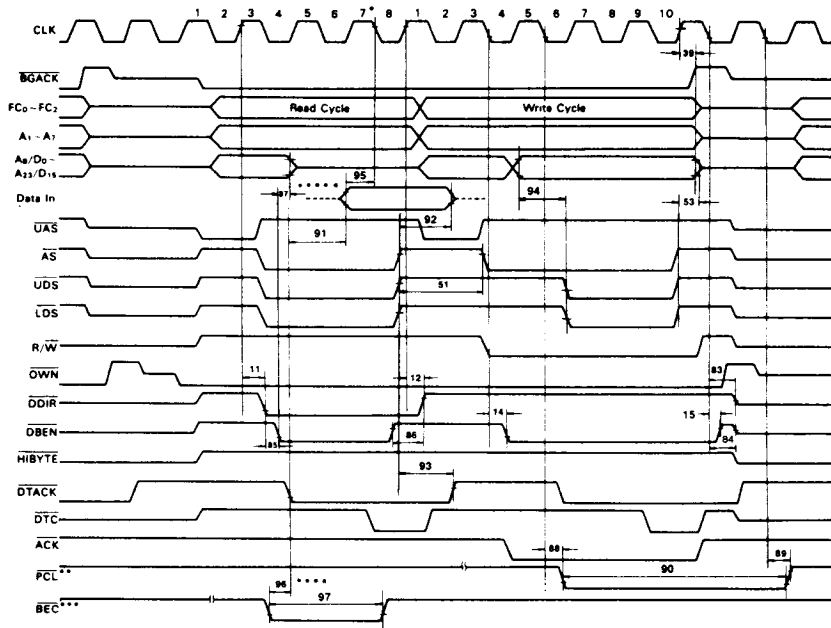 1 2 3 4 5 6 7* 8 1 2 3 4 5 6 7 8 9 10
CLK
39
BGACK
FC0~FC2 Read Cycle Write Cycle
A1~A7
A8/D0~
A23/D15
95
37
Data In
94
53
92
91
UAS
AS
UDS
51
LDS
R/W
OWN
11 12 83
DDIR
14 15
DBEN
85 86 84
HIBYTE
93
DTACK
DTC
ACK
88 89
PCL** 90
96 ****
BEC*** 97